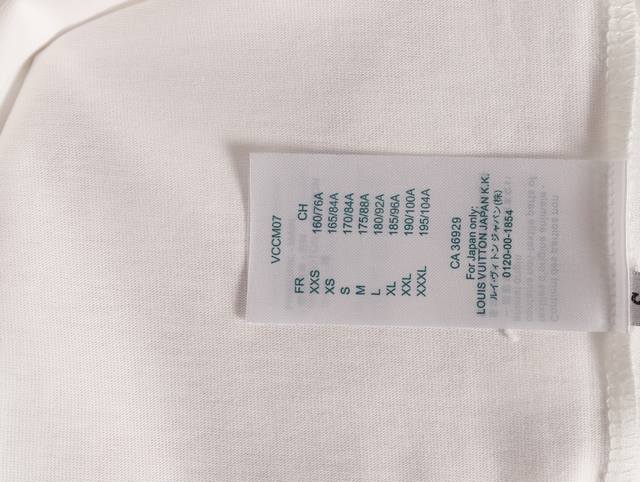 VCCM07
FR CH
XXS 160/76A
XS 165/84A
S 170/84A
M 175/88A
L 180/92A
XL 185/96A
XXL 190/100A
XXXL 195/104A
CA 36929
For Japan only:
LOUIS VUITTON JAPAN K.K.
ルイ・ヴィトン ジャパン(株)
0120-00-1854